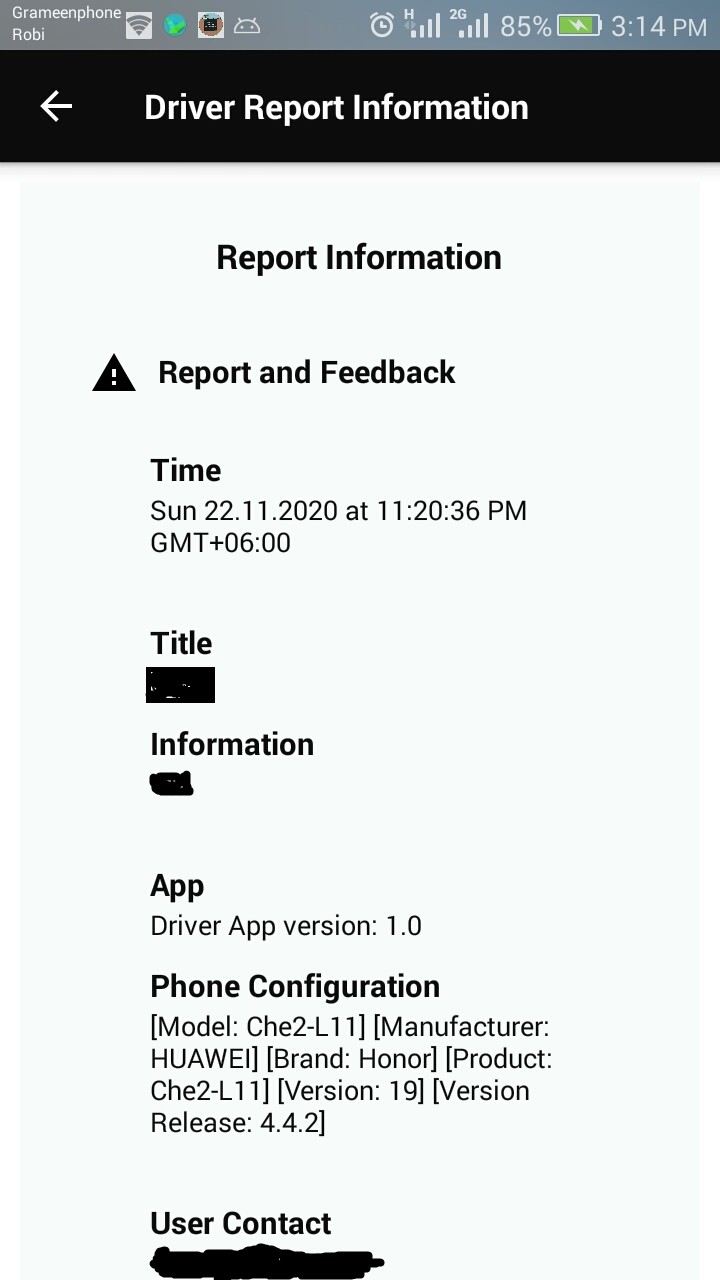 Grameenphone
Robi
H
2G
85%
3:14 PM
Driver Report Information
Report Information
Report and Feedback
Time
Sun 22.11.2020 at 11:20:36 PM
GMT+06:00
Title
Information
App
Driver App version: 1.0
Phone Configuration
[Model: Che2-L11] [Manufacturer:
HUAWEI] [Brand: Honor] [Product:
Che2-L11] [Version: 19] [Version
Release: 4.4.2]
User Contact